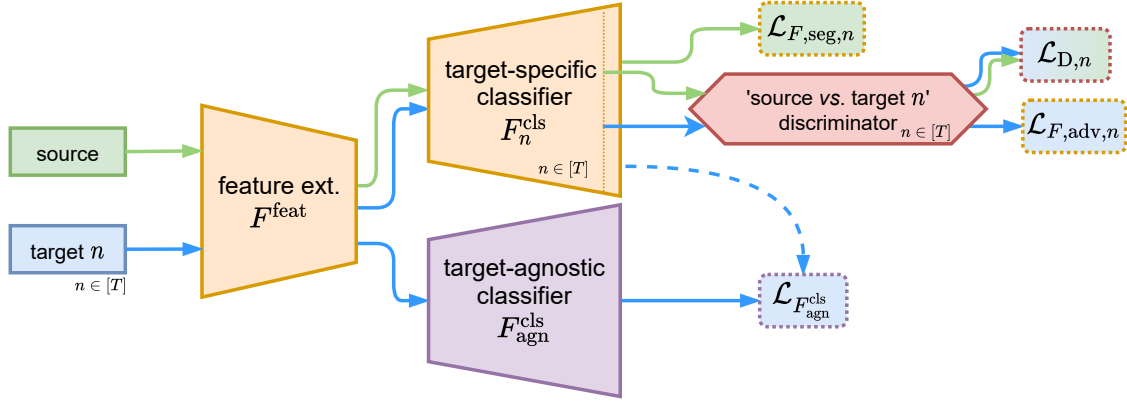 source
target n
n ∈ [T]
feature ext.
F^feat
target-specific
classifier
F_n^cls
n ∈ [T]
target-agnostic
classifier
F_agn^cls
ℒ_F,seg,n
'source vs. target n'
discriminator
n ∈ [T]
ℒ_D,n
ℒ_F,adv,n
ℒ_F_agn^cls